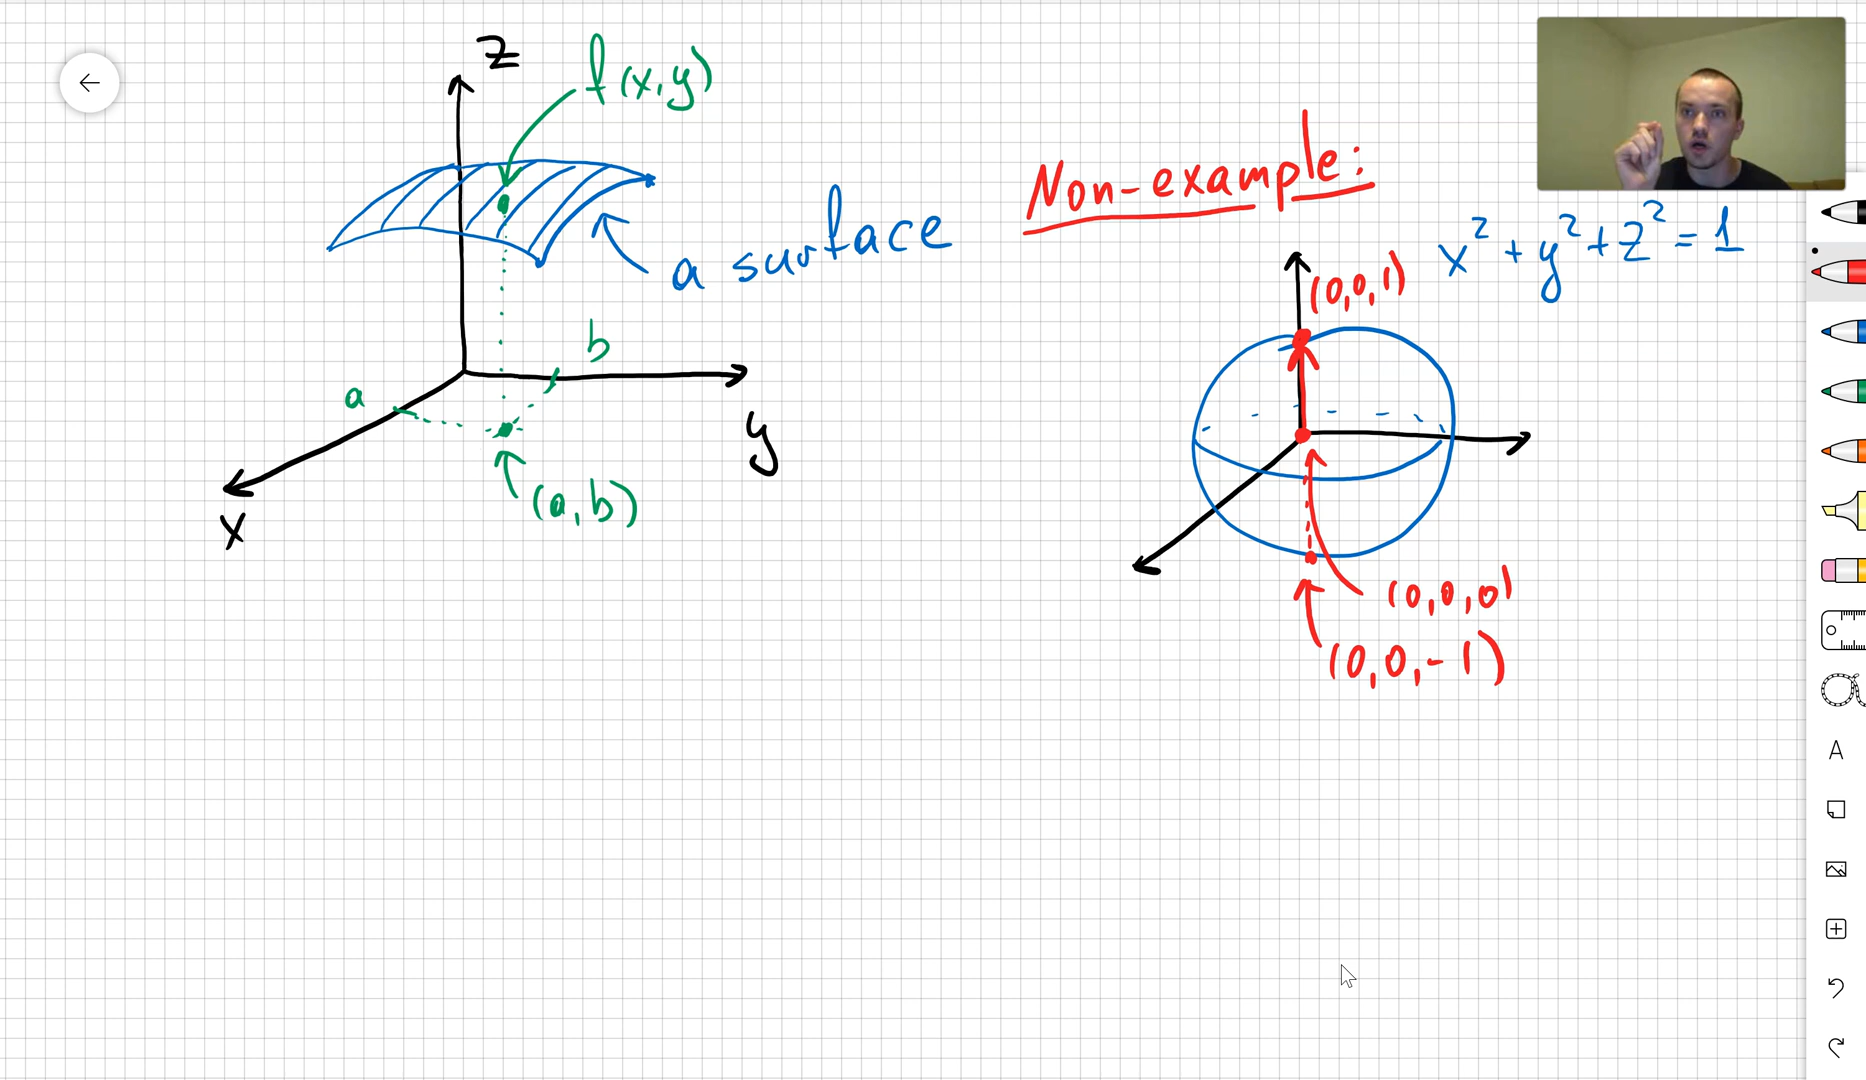 z
f(x,y)
a surface
b
a
y
(a,b)
x
Non-example:
x² + y² + z² = 1
(0,0,1)
(0,0,0)
(0,0,-1)
A